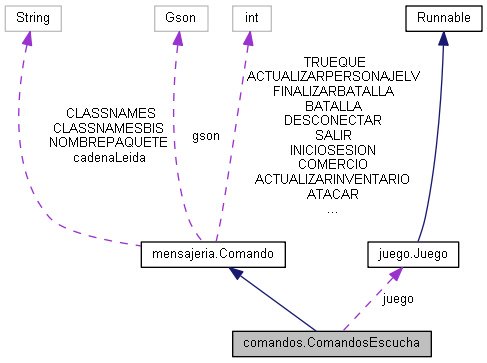 String
Gson
int
Runnable
CLASSNAMES
CLASSNAMESBIS
NOMBREPAQUETE
cadenaLeida
gson
TRUEQUE
ACTUALIZARPERSONAJELV
FINALIZARBATALLA
BATALLA
DESCONECTAR
SALIR
INICIOSESION
COMERCIO
ACTUALIZARINVENTARIO
ATACAR
...
mensajeria.Comando
juego.Juego
juego
comandos.ComandosEscucha